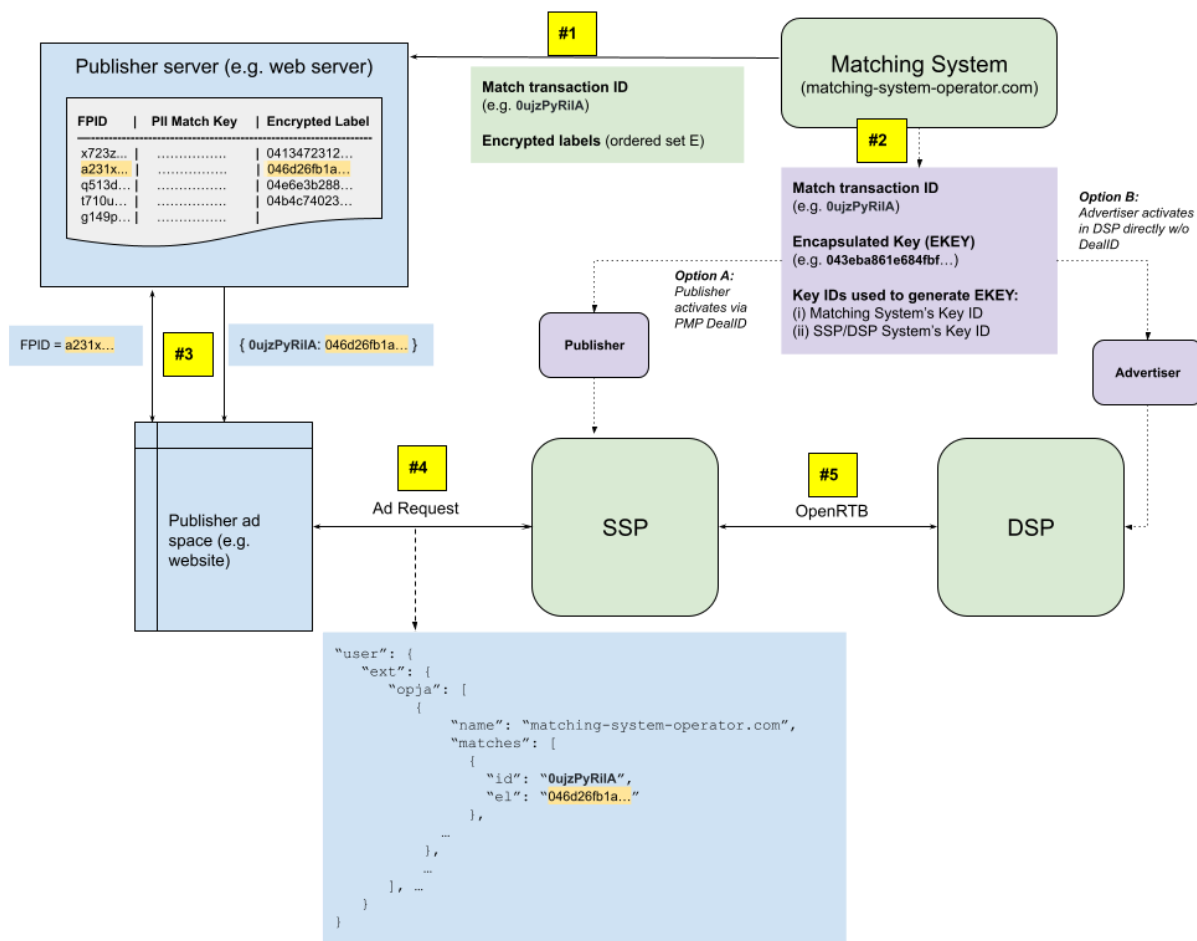 #1
Publisher server (e.g. web server)
FPID | PII Match Key | Encrypted Label
--------------------------------------------------------------------
x723z... | ................ | 0413472312…
a231x... | ................ | 046d26fb1a…
q513d… | ................ | 04e6e3b288…
t710u… | ................ | 04b4c74023…
g149p… | ................ |
Match transaction ID
(e.g. 0ujzPyRiIA)
Encrypted labels (ordered set E)
Matching System
(matching-system-operator.com)
#2
Match transaction ID
(e.g. 0ujzPyRiIA)
Encapsulated Key (EKEY)
(e.g. 043eba861e684fbf…)
Key IDs used to generate EKEY:
(i) Matching System's Key ID
(ii) SSP/DSP System's Key ID
Option B:
Advertiser activates
in DSP directly w/o
DealID
Option A:
Publisher
activates via
PMP DealID
Publisher
Advertiser
FPID = a231x…
#3
{ 0ujzPyRiIA: 046d26fb1a… }
Publisher ad
space (e.g.
website)
#4
Ad Request
SSP
#5
OpenRTB
DSP
“user”: {
“ext”: {
“opja”: [
{
“name”: “matching-system-operator.com”,
“matches”: [
{
“id”: “0ujzPyRiIA”,
“el”: “046d26fb1a…”
},
…
},
…
], …
}
}